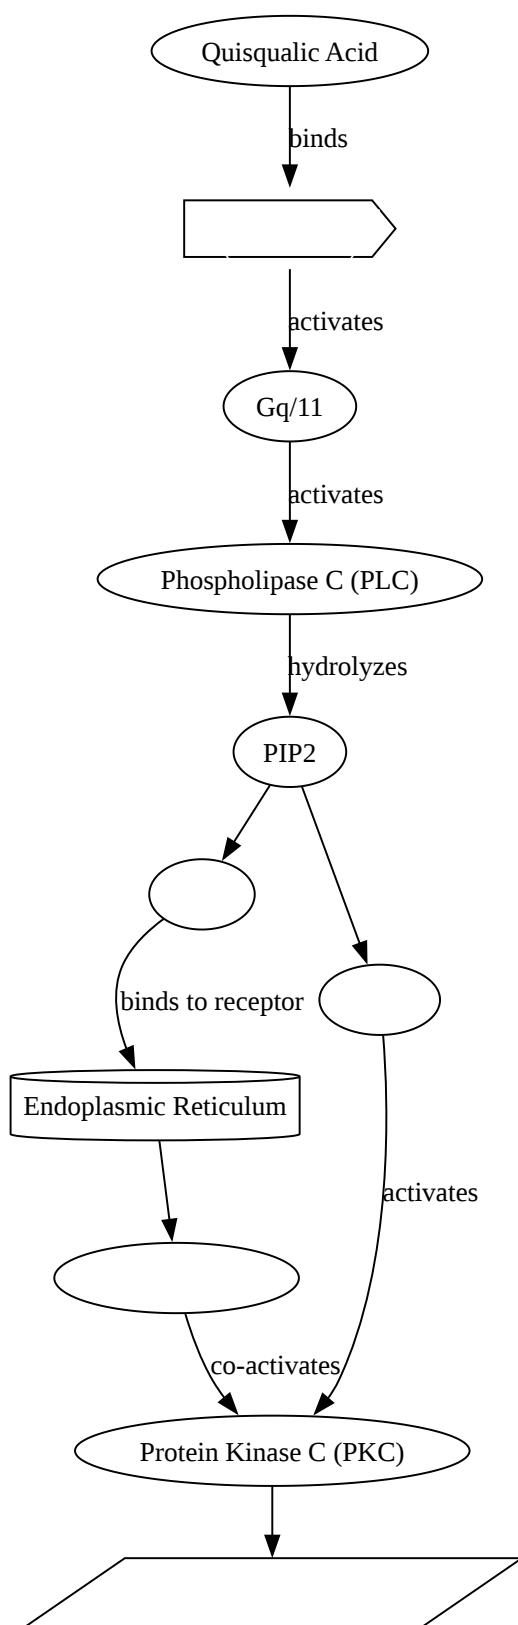 Quisqualic Acid
binds
activates
Gq/11
activates
Phospholipase C (PLC)
hydrolyzes
PIP2
binds to receptor
Endoplasmic Reticulum
activates
co-activates
Protein Kinase C (PKC)